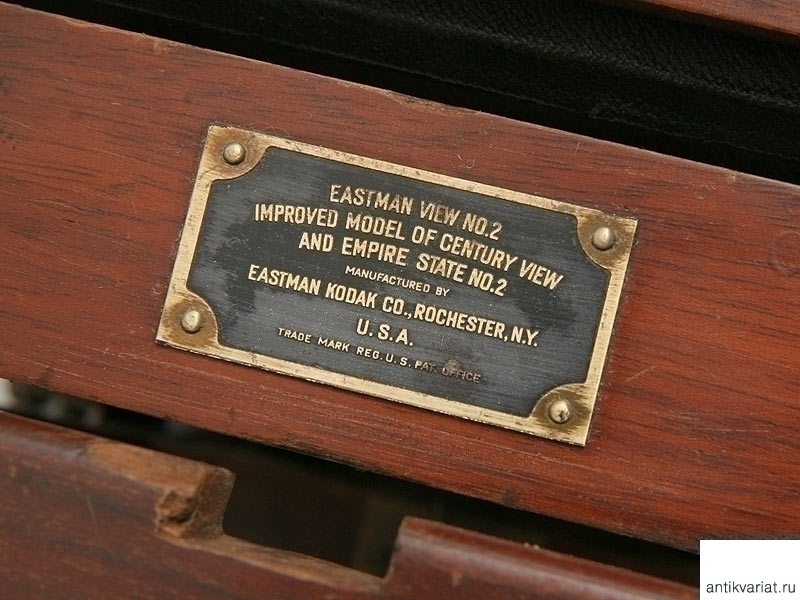 EASTMAN VIEW NO.2
IMPROVED MODEL OF CENTURY VIEW
AND EMPIRE STATE NO.2
MANUFACTURED BY
EASTMAN KODAK CO., ROCHESTER, N.Y.
U.S.A.
TRADE MARK REG. U.S. PAT. OFFICE
antikvariat.ru